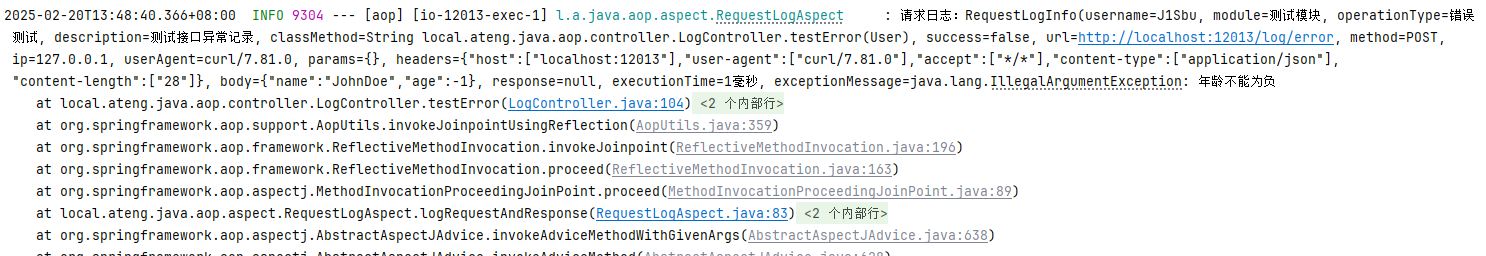 2025-02-20T13:48:40.366+08:00  INFO 9304 --- [aop] [io-12013-exec-1] l.a.java.aop.aspect.RequestLogAspect     : 请求日志: RequestLogInfo(username=J1Sbu, module=测试模块, operationType=错误
测试, description=测试接口异常记录, classMethod=String local.ateng.java.aop.controller.LogController.testError(User), success=false, url=http://localhost:12013/log/error, method=POST,
ip=127.0.0.1, userAgent=curl/7.81.0, params={}, headers={"host":["localhost:12013"],"user-agent":["curl/7.81.0"],"accept":["*/*"],"content-type":["application/json"],
"content-length":["28"]}, body={"name":"JohnDoe","age":-1}, response=null, executionTime=1毫秒, exceptionMessage=java.lang.IllegalArgumentException: 年龄不能为负
at local.ateng.java.aop.controller.LogController.testError(LogController.java:104) <2 个内部行>
at org.springframework.aop.support.AopUtils.invokeJoinpointUsingReflection(AopUtils.java:359)
at org.springframework.aop.framework.ReflectiveMethodInvocation.invokeJoinpoint(ReflectiveMethodInvocation.java:196)
at org.springframework.aop.framework.ReflectiveMethodInvocation.proceed(ReflectiveMethodInvocation.java:163)
at org.springframework.aop.aspectj.MethodInvocationProceedingJoinPoint.proceed(MethodInvocationProceedingJoinPoint.java:89)
at local.ateng.java.aop.aspect.RequestLogAspect.logRequestAndResponse(RequestLogAspect.java:83) <2 个内部行>
at org.springframework.aop.aspectj.AbstractAspectJAdvice.invokeAdviceMethodWithGivenArgs(AbstractAspectJAdvice.java:638)
at org.springframework.aop.aspectj.AbstractAspectJAdvice.invokeAdviceMethod(AbstractAspectJAdvice.java:628)